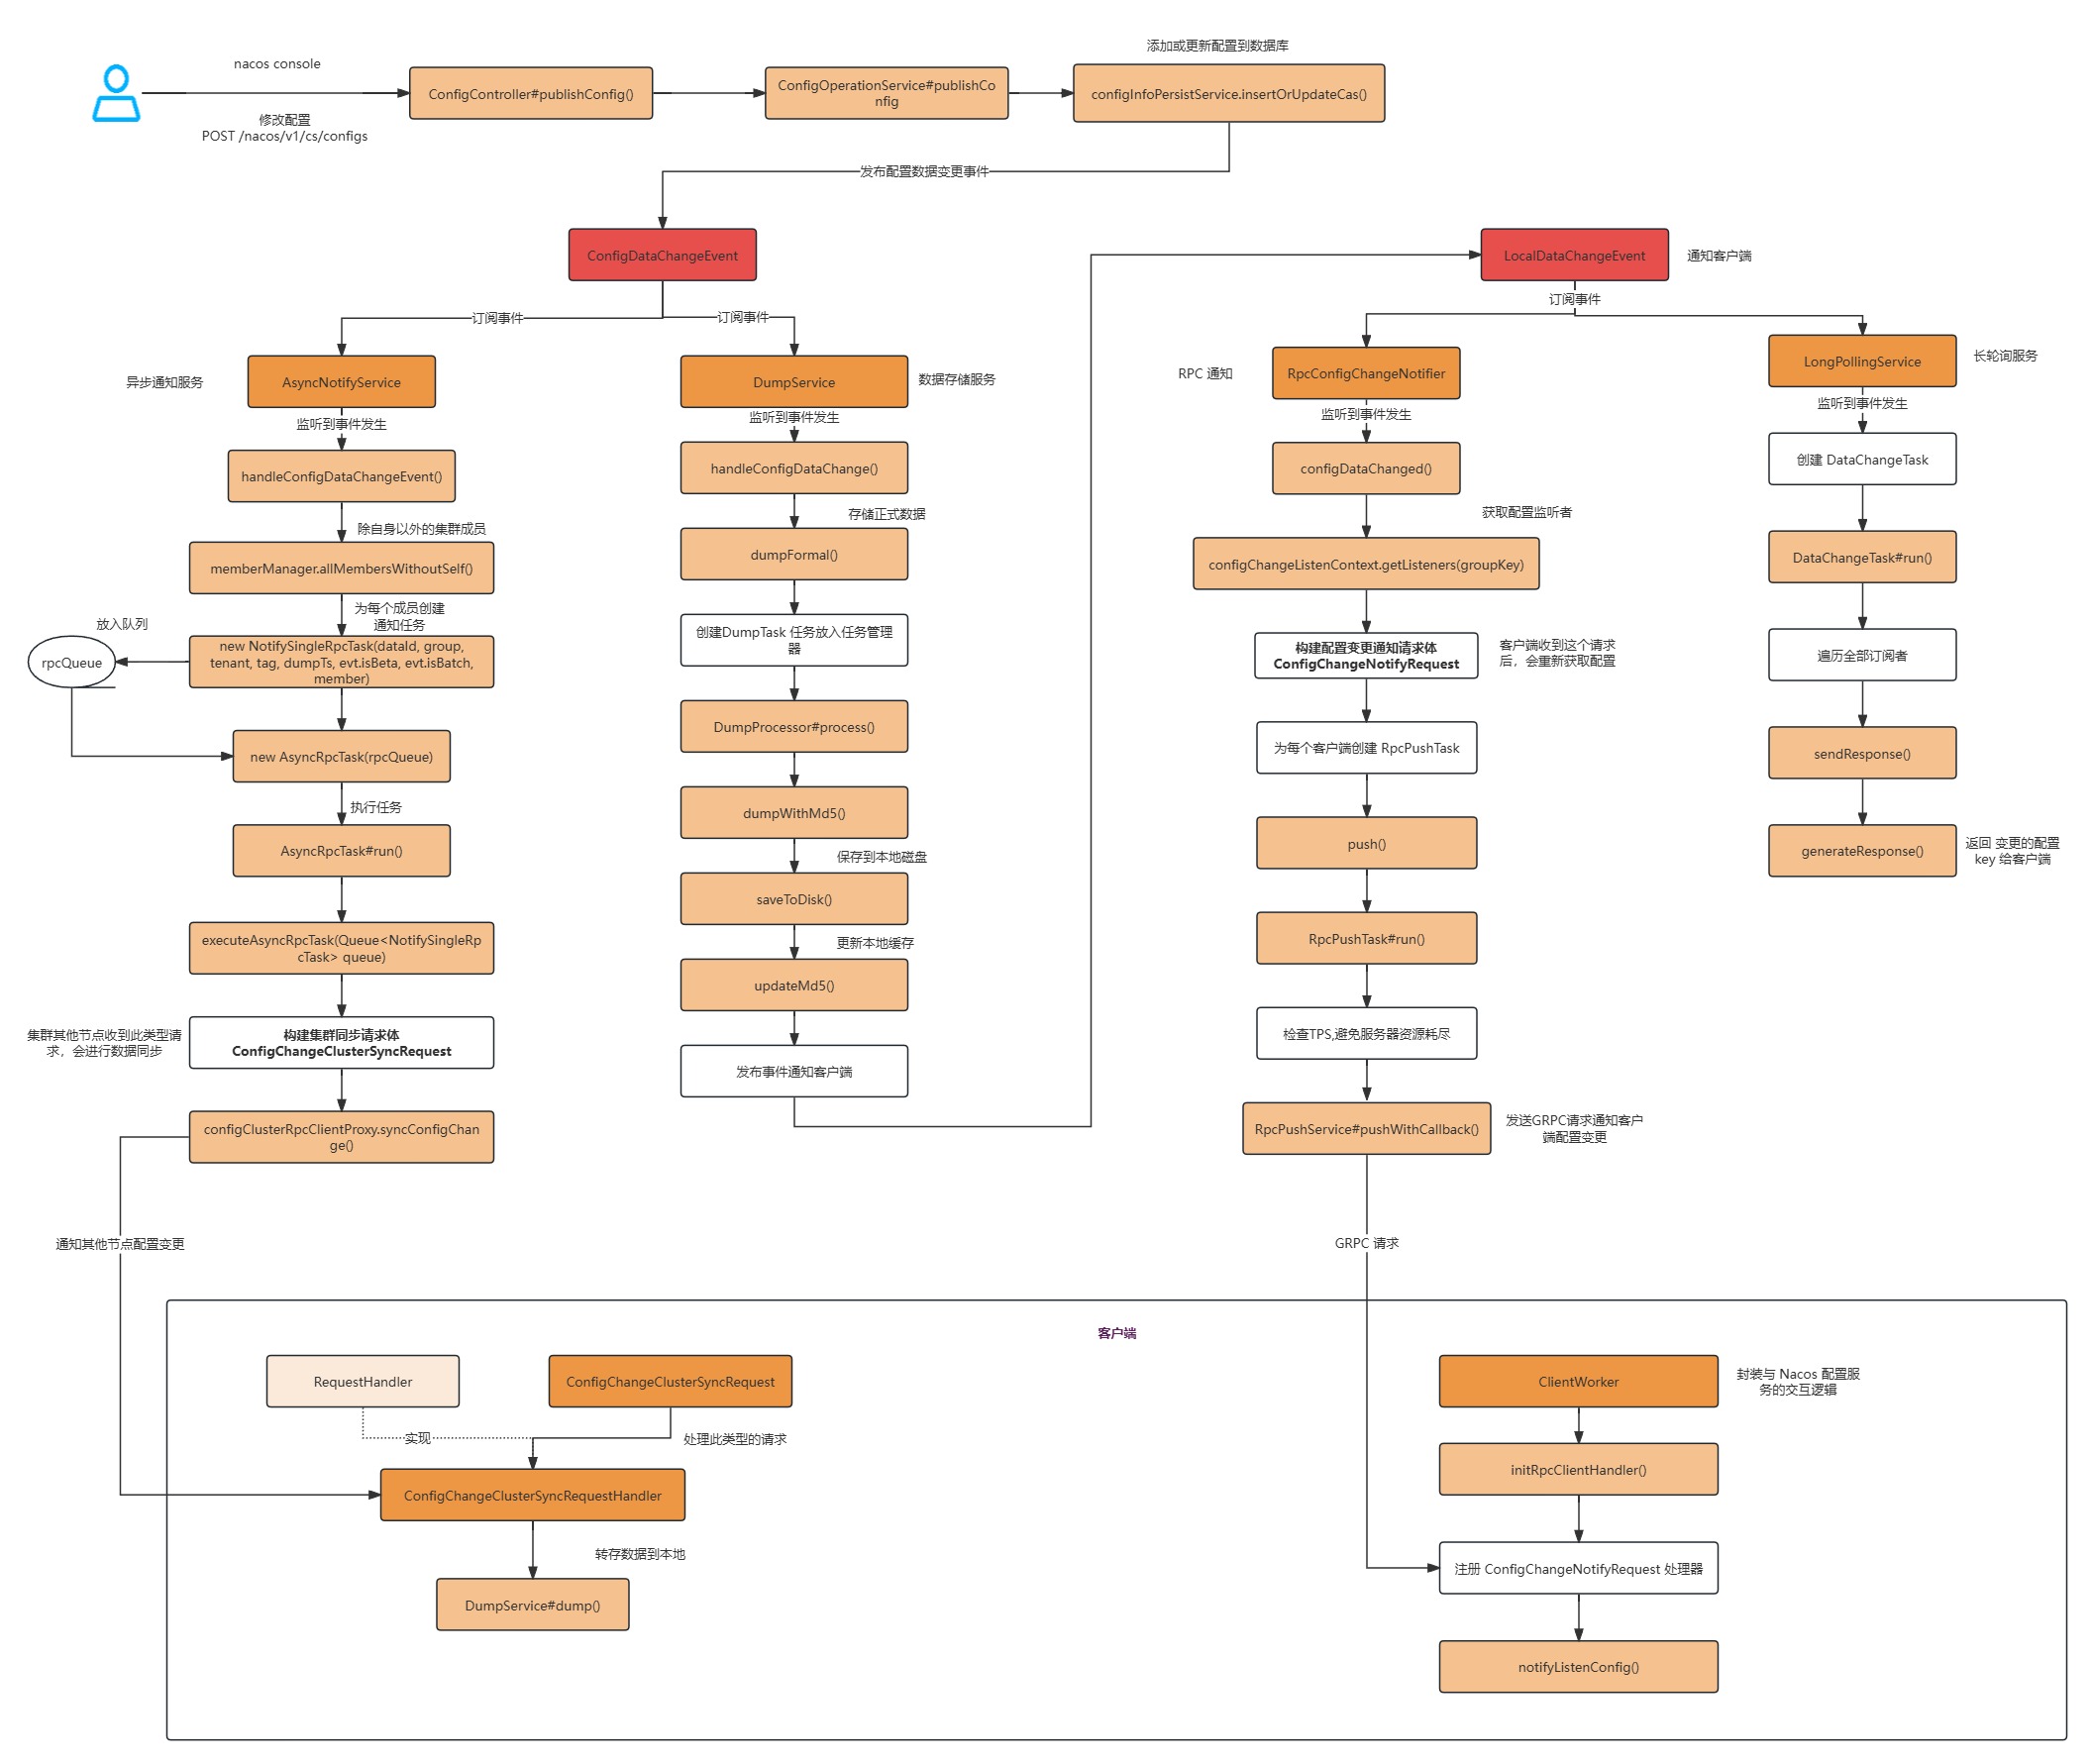 添加或更新配置到数据库
nacos console
ConfigController#publishConfig()
ConfigOperationService#publishCo
nfig
configInfoPersistService.insertOrUpdateCas()
修改配置
POST /nacos/v1/cs/configs
发布配置数据变更事件
ConfigDataChangeEvent
LocalDataChangeEvent
通知客户端
订阅事件
订阅事件
订阅事件
异步通知服务
AsyncNotifyService
监听到事件发生
handleConfigDataChangeEvent()
除自身以外的集群成员
memberManager.allMembersWithoutSelf()
为每个成员创建
通知任务
放入队列
rpcQueue
new NotifySingleRpcTask(dataId, group,
tenant, tag, dumpTs, evt.isBeta, evt.isBatch,
member)
new AsyncRpcTask(rpcQueue)
执行任务
AsyncRpcTask#run()
executeAsyncRpcTask(Queue<NotifySingleRp
cTask> queue)
集群其他节点收到此类型请
求，会进行数据同步
构建集群同步请求体
ConfigChangeClusterSyncRequest
configClusterRpcClientProxy.syncConfigChan
ge()
通知其他节点配置变更
DumpService
数据存储服务
监听到事件发生
handleConfigDataChange()
存储正式数据
dumpFormal()
创建DumpTask 任务放入任务管理
器
DumpProcessor#process()
dumpWithMd5()
保存到本地磁盘
saveToDisk()
更新本地缓存
updateMd5()
发布事件通知客户端
RPC 通知
RpcConfigChangeNotifier
监听到事件发生
configDataChanged()
获取配置监听者
configChangeListenContext.getListeners(groupKey)
构建配置变更通知请求体
ConfigChangeNotifyRequest
客户端收到这个请求
后，会重新获取配置
为每个客户端创建 RpcPushTask
push()
RpcPushTask#run()
检查TPS,避免服务器资源耗尽
RpcPushService#pushWithCallback()
发送GRPC请求通知客户
端配置变更
GRPC 请求
LongPollingService
长轮询服务
监听到事件发生
创建 DataChangeTask
DataChangeTask#run()
遍历全部订阅者
sendResponse()
generateResponse()
返回 变更的配置
key 给客户端
客户端
RequestHandler
ConfigChangeClusterSyncRequest
实现
处理此类型的请求
ConfigChangeClusterSyncRequestHandler
转存数据到本地
DumpService#dump()
ClientWorker
封装与 Nacos 配置服
务的交互逻辑
initRpcClientHandler()
注册 ConfigChangeNotifyRequest 处理器
notifyListenConfig()